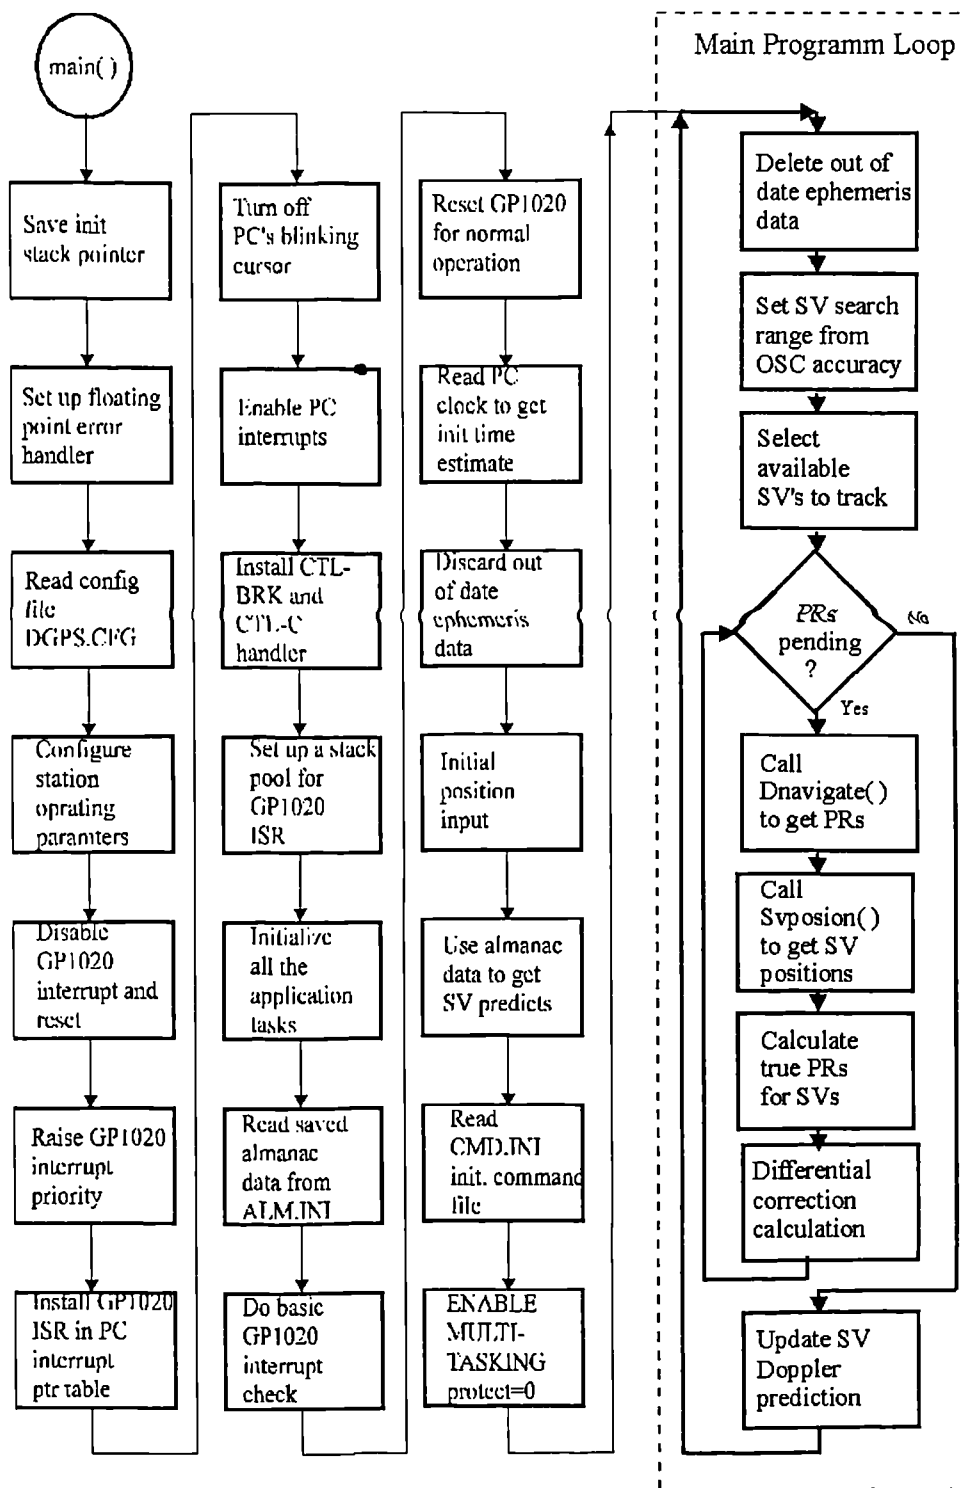 main( )
Save init
stack pointer
Set up floating
point error
handler
Read config
file
DGPS.CFG
Configure
station
oprating
paramters
Disable
GP1020
interrupt and
reset
Raise GP1020
interrupt
priority
Install GP1020
ISR in PC
interrupt
ptr table
Turn off
PC's blinking
cursor
Enable PC
interrupts
Install CTL-
BRK and
CTL-C
handler
Set up a stack
pool for
GP1020
ISR
Initialize
all the
application
tasks
Read saved
almanac
data from
ALM.INI
Do basic
GP1020
interrupt
check
Reset GP1020
for normal
operation
Read PC
clock to get
init time
estimate
Discard out
of date
ephemeris
data
Initial
position
input
Use almanac
data to get
SV predicts
Read
CMD.INI
init. command
file
ENABLE
MULTI-
TASKING
protect=0
Main Programm Loop
Delete out of
date ephemeris
data
Set SV search
range from
OSC accuracy
Select
available
SV's to track
PRs
pending
?
No
Yes
Call
Dnavigate( )
to get PRs
Call
Svposion( )
to get SV
positions
Calculate
true PRs
for SVs
Differential
correction
calculation
Update SV
Doppler
prediction